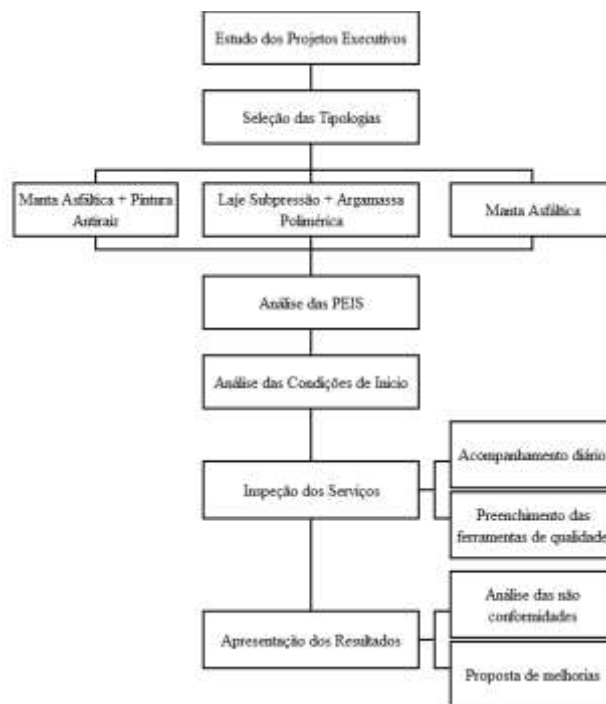 Estudo dos Projetos Executivos
Seleção das Tipologias
Manta Asfáltica + Pintura
Antirair
Laje Subpressão + Argamassa
Polimérica
Manta Asfáltica
Análise das PEIS
Análise das Condições de Inicio
Acompanhamento diário
Inspeção dos Serviços
Preenchimento das
ferramentas de qualidade
Análise das não
conformidades
Apresentação dos Resultados
Proposta de melhorias